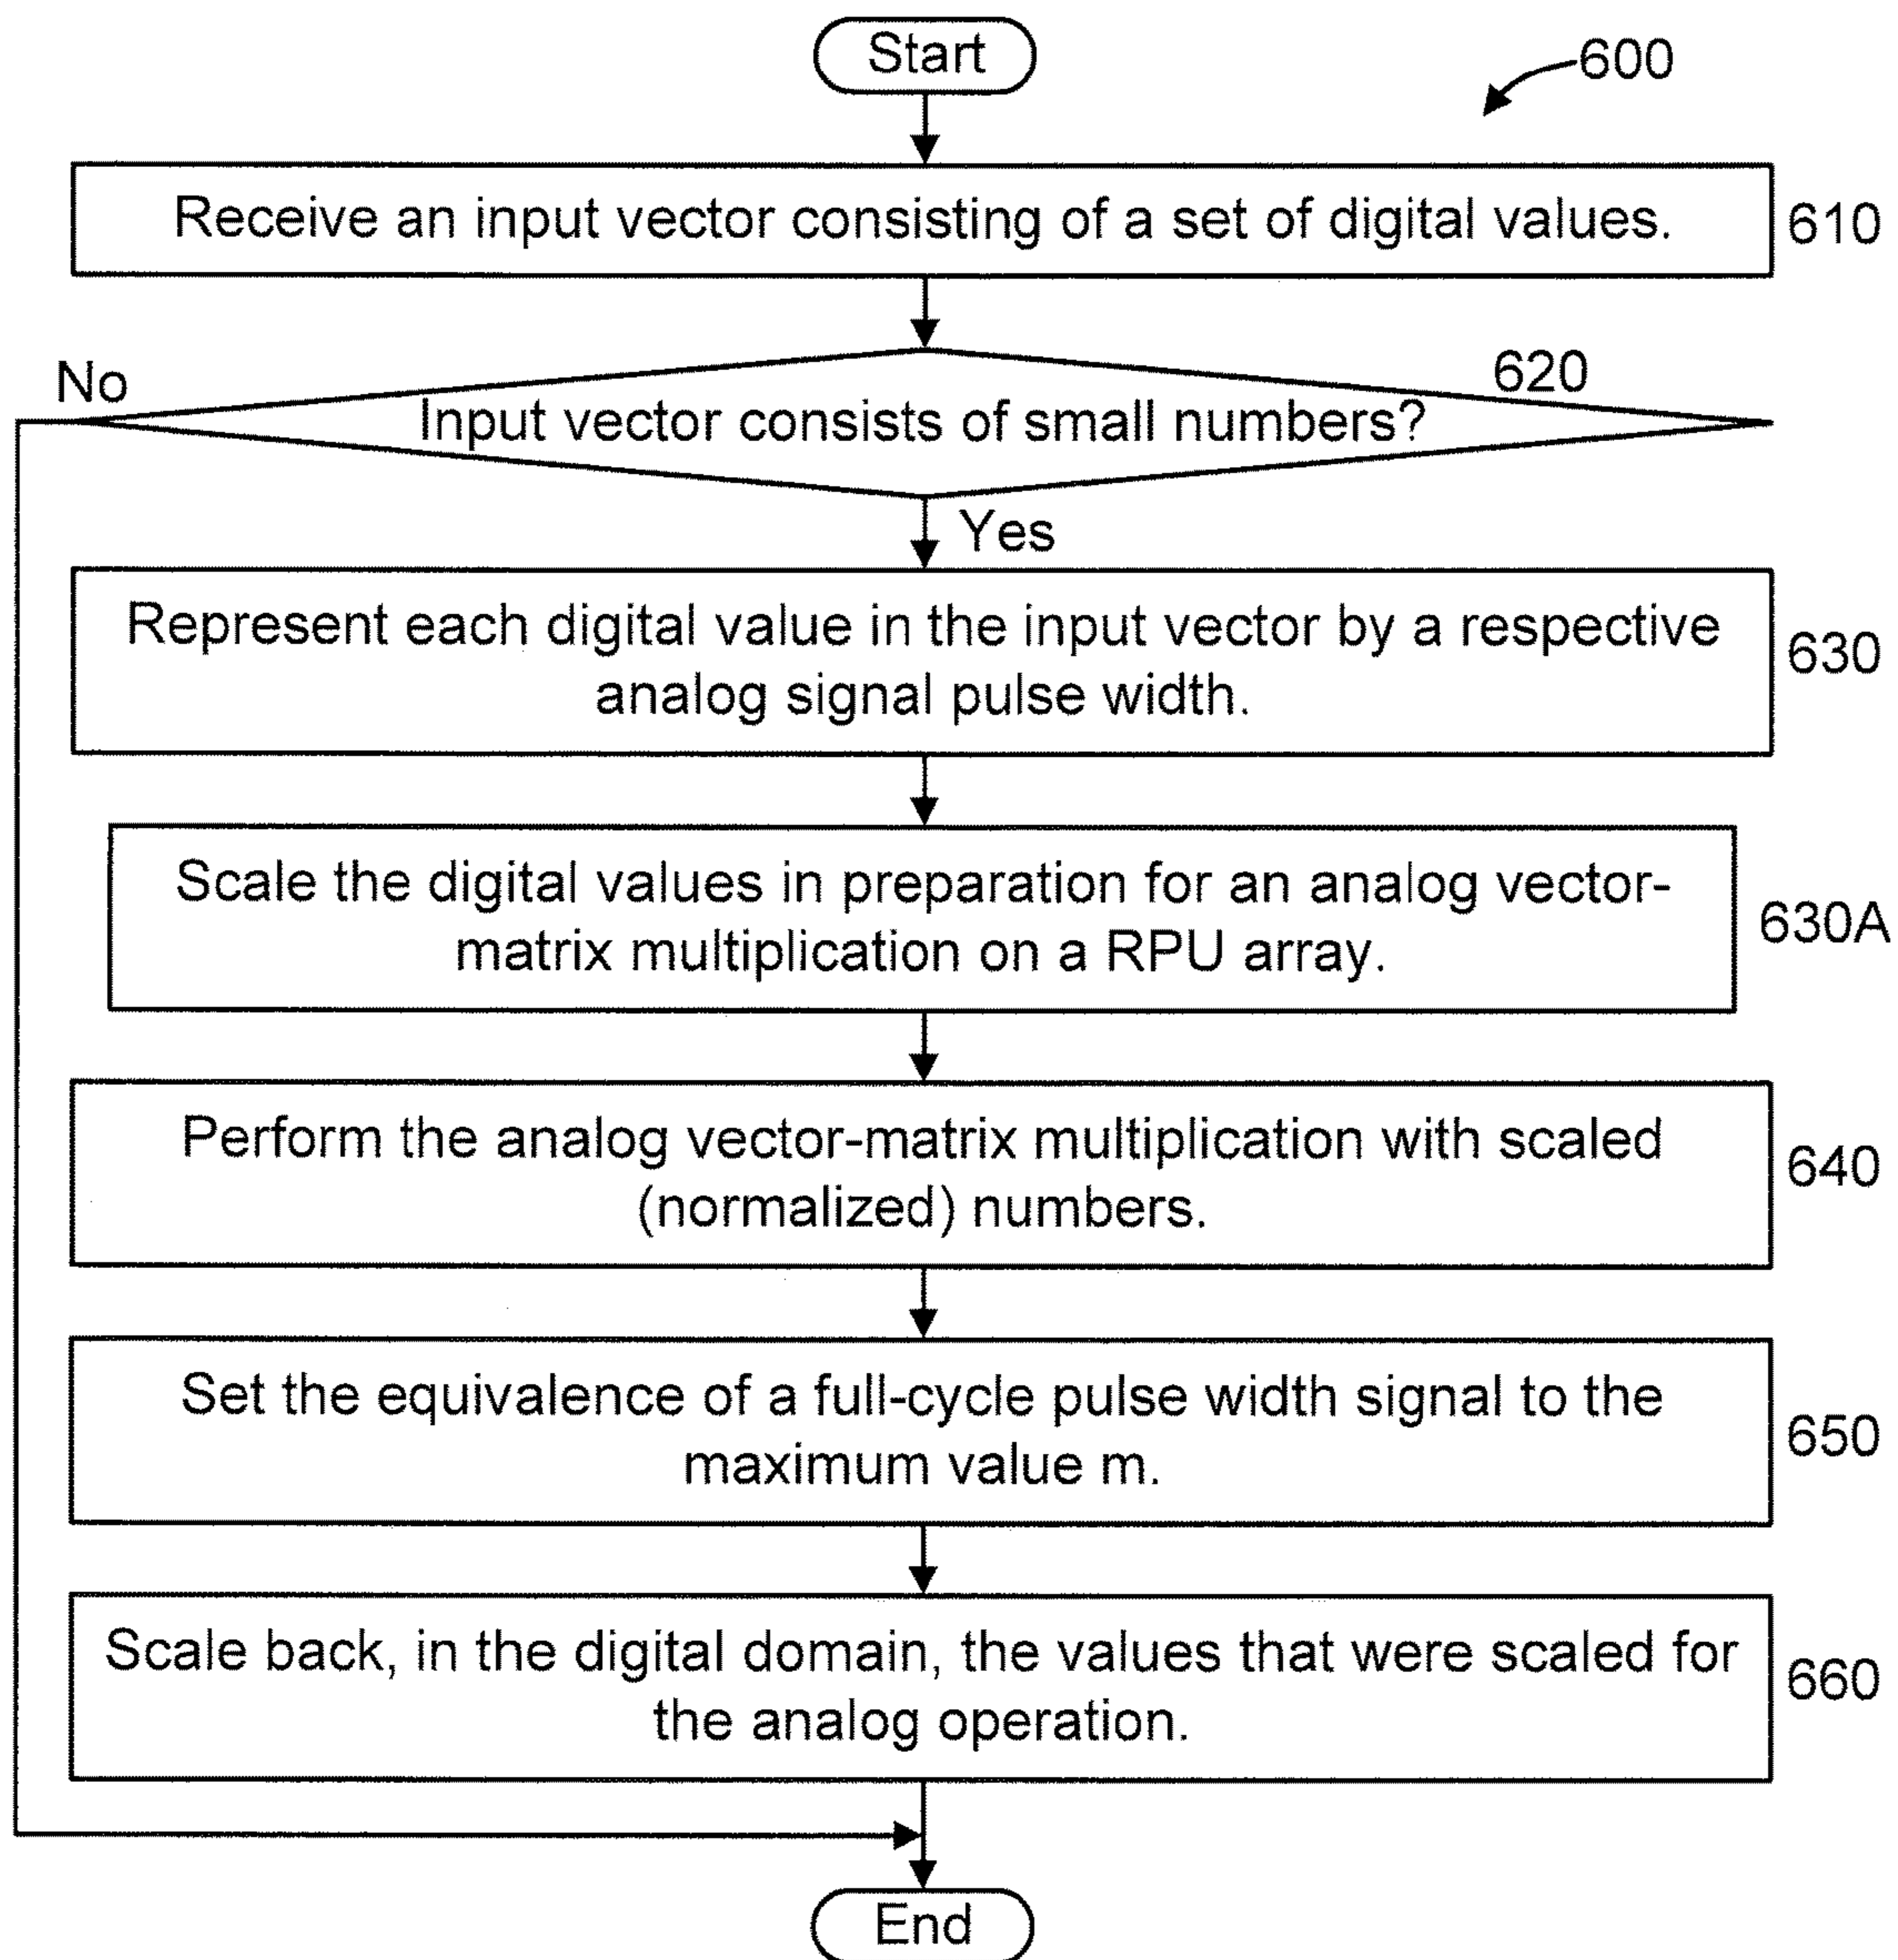 Start
600
Receive an input vector consisting of a set of digital values.
610
No
620
Input vector consists of small numbers?
Yes
Represent each digital value in the input vector by a respective
analog signal pulse width.
630
Scale the digital values in preparation for an analog vector-
matrix multiplication on a RPU array.
630A
Perform the analog vector-matrix multiplication with scaled
(normalized) numbers.
640
Set the equivalence of a full-cycle pulse width signal to the
maximum value m.
650
Scale back, in the digital domain, the values that were scaled for
the analog operation.
660
End